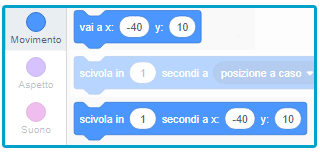 vai a x: -40 y: 10
Movimento
scivola in 1 secondi a posizione a caso
Aspetto
scivola in 1 secondi a x: -40 y: 10
Suono